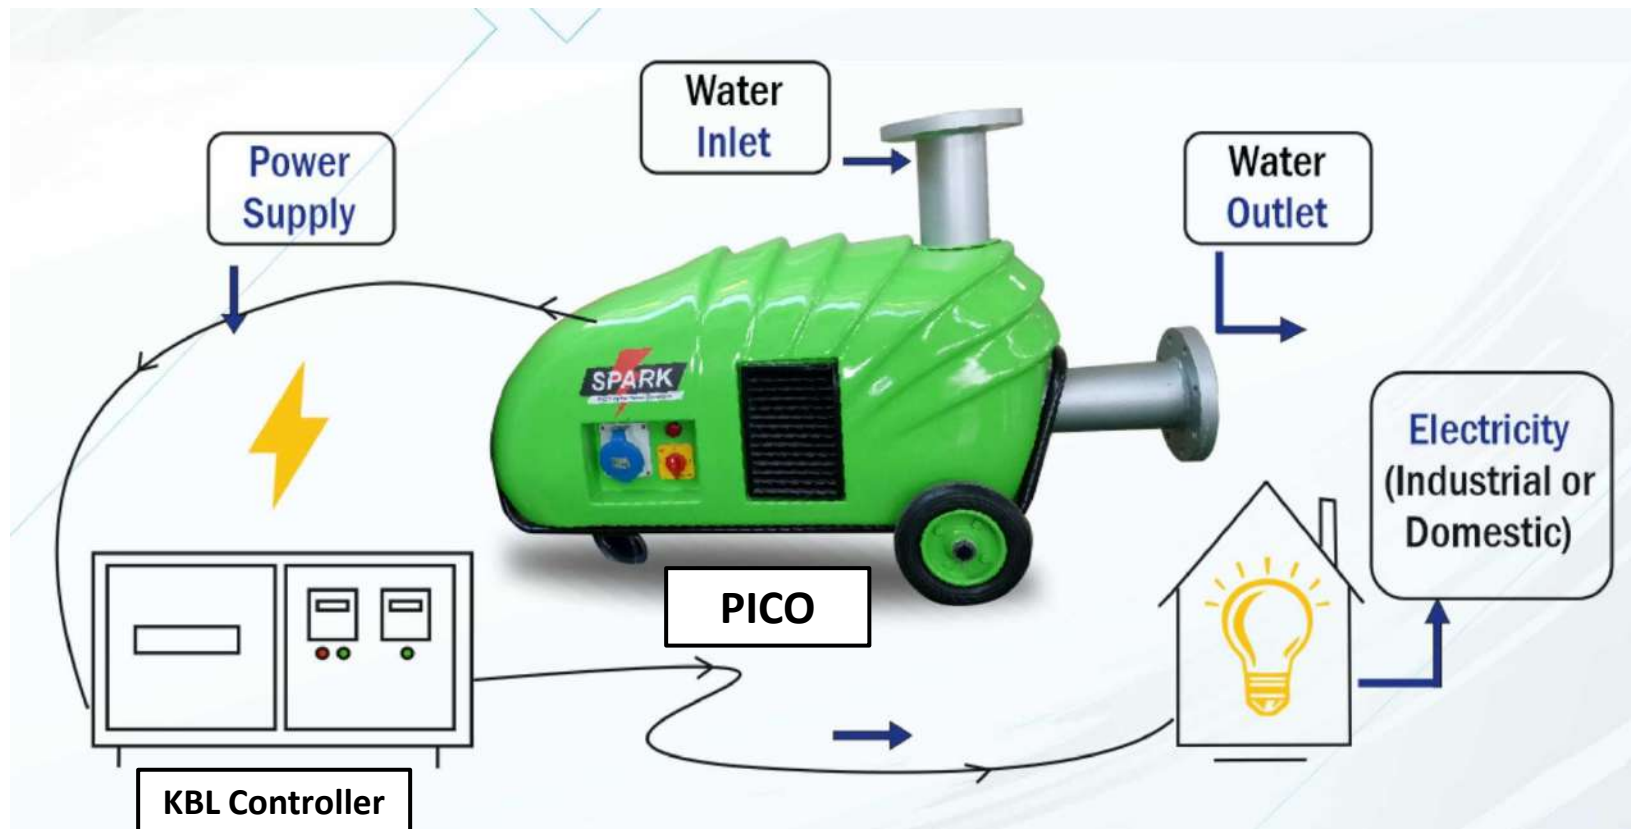 Water
Inlet
Power
Supply
Water
Outlet
SPARK
Electricity
(Industrial or
Domestic)
PICO
KBL Controller